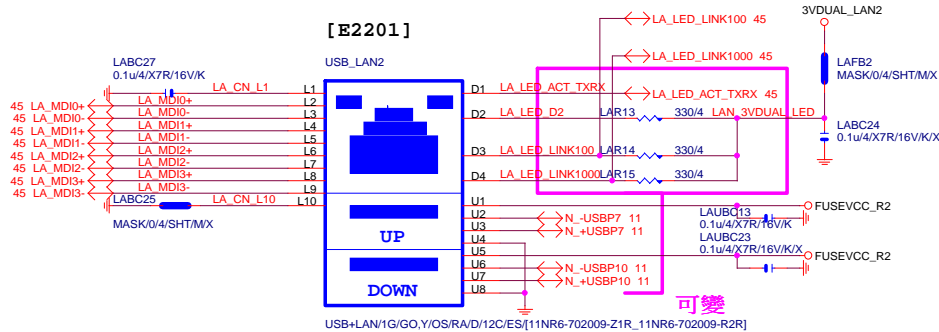 [E2201]
3VDUAL_LAN2
LA_LED_LINK100 45
LA_LED_LINK1000 45
LABC27
0.1u/4/X7R/16V/K
USB_LAN2
LAFB2
MASK/0/4/SHT/M/X
LA_CN_L1 L1
D1 LA_LED_ACT_TXRX
LA_LED_ACT_TXRX 45
45 LA_MDI0+ LA_MDI0+ L2
45 LA_MDI0- LA_MDI0- L3
D2 LA_LED_D2 LAR13 330/4 LAN_3VDUAL_LED
45 LA_MDI1+ LA_MDI1+ L4
45 LA_MDI1- LA_MDI1- L5
LABC24
0.1u/4/X7R/16V/K/X
45 LA_MDI2+ LA_MDI2+ L6
D3 LA_LED_LINK100 LAR14 330/4
45 LA_MDI2- LA_MDI2- L7
45 LA_MDI3+ LA_MDI3+ L8
D4 LA_LED_LINK1000 LAR15 330/4
45 LA_MDI3- LA_MDI3- L9
LABC25 LA_CN_L10 L10
MASK/0/4/SHT/M/X
UP
DOWN
U1 FUSEVCC_R2
LAUBC13
0.1u/4/X7R/16V/K
U2 N_-USBP7 11
U3 N_+USBP7 11
U4
LAUBC23
0.1u/4/X7R/16V/K/X
U5 FUSEVCC_R2
U6 N_-USBP10 11
U7 N_+USBP10 11
U8
可變
USB+LAN/1G/GO,Y/OS/RA/D/12C/ES/[11NR6-702009-Z1R_11NR6-702009-R2R]